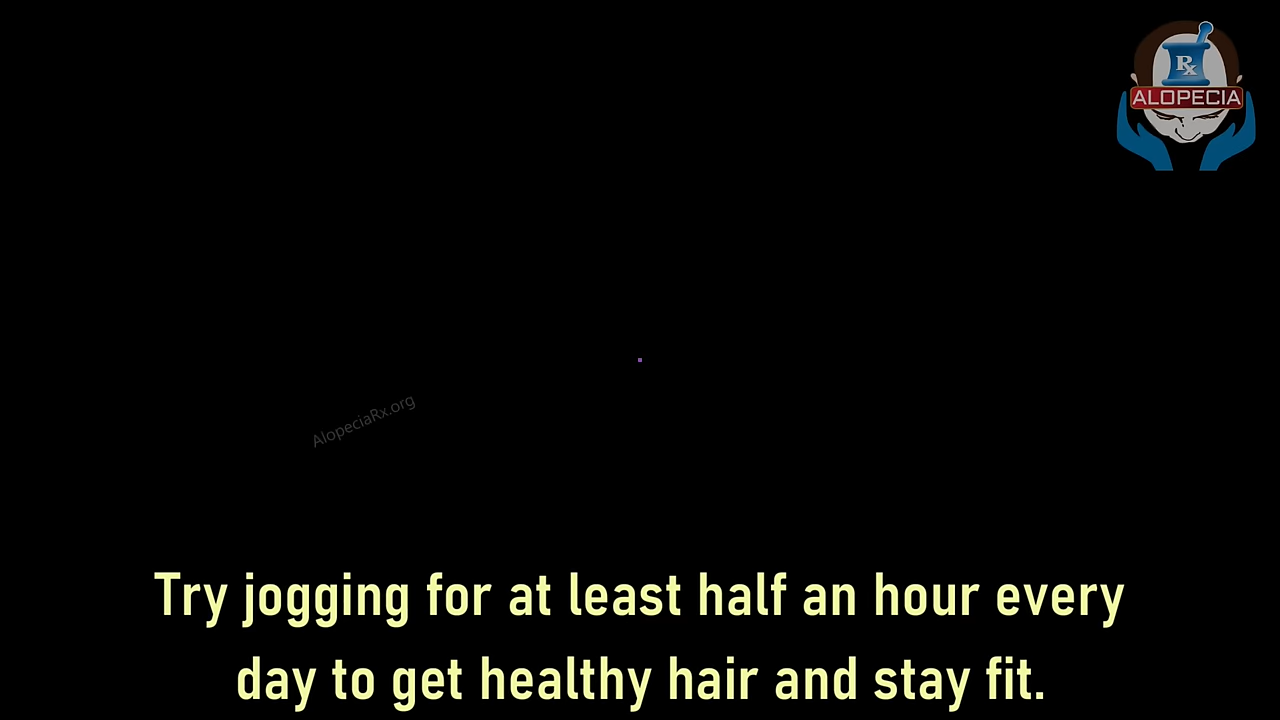 Rx
ALOPECIA
AlopeciaRx.org
Try jogging for at least half an hour every
day to get healthy hair and stay fit.